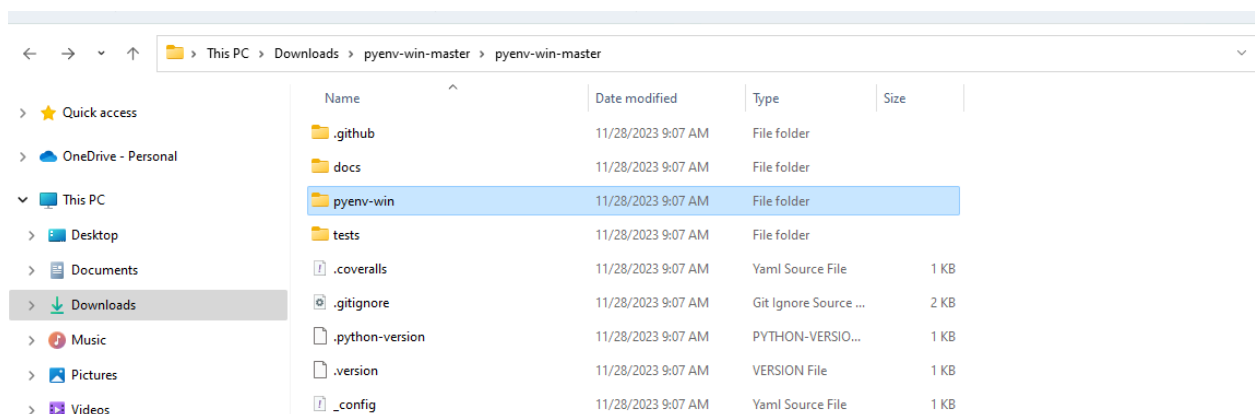 This PC > Downloads > pyenv-win-master > pyenv-win-master
Name Date modified Type Size
Quick access
OneDrive - Personal
This PC
Desktop
Documents
Downloads
Music
Pictures
Videos
.github 11/28/2023 9:07 AM File folder
docs 11/28/2023 9:07 AM File folder
pyenv-win 11/28/2023 9:07 AM File folder
tests 11/28/2023 9:07 AM File folder
.coveralls 11/28/2023 9:07 AM Yaml Source File 1 KB
.gitignore 11/28/2023 9:07 AM Git Ignore Source ... 2 KB
.python-version 11/28/2023 9:07 AM PYTHON-VERSIO... 1 KB
.version 11/28/2023 9:07 AM VERSION File 1 KB
_config 11/28/2023 9:07 AM Yaml Source File 1 KB